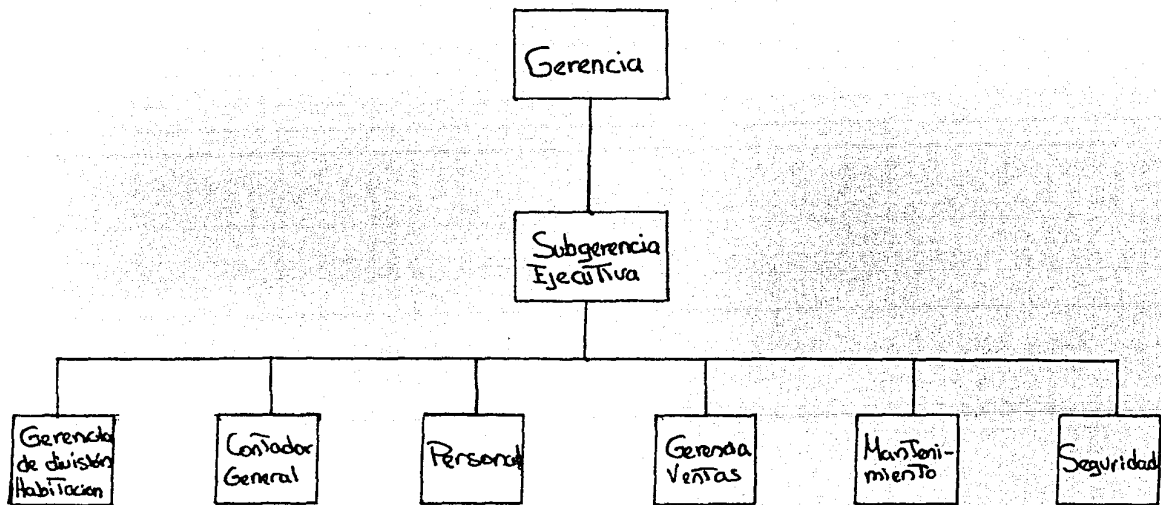 Gerencia
Subgerencia
Ejecutiva
Gerencia
de división
Habitacion
Contador
General
Personal
Gerencia
Ventas
Manteni-
miento
Seguridad